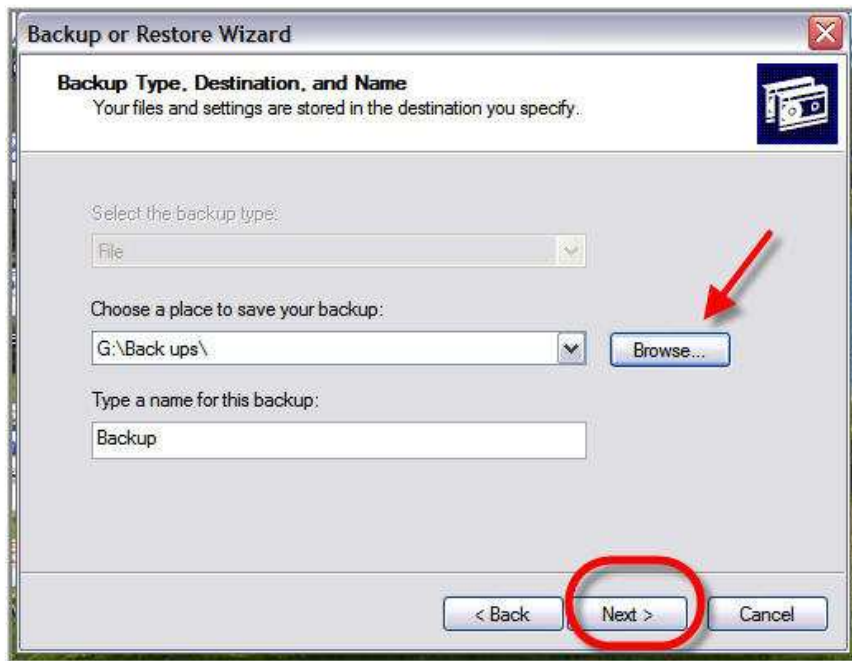 Backup or Restore Wizard
Backup Type, Destination, and Name
Your files and settings are stored in the destination you specify.
Select the backup type:
File
Choose a place to save your backup:
G:\Back ups\
Browse...
Type a name for this backup:
Backup
< Back
Next >
Cancel